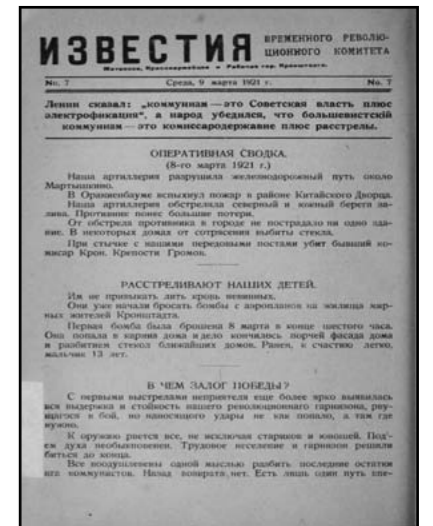 ИЗВЕСТИЯ
ВРЕМЕННОГО РЕВОЛЮ-
ЦИОННОГО КОМИТЕТА
Матросов, Красноармейцев и Рабочих гор. Кронштадта.
No. 7 Среда, 9 марта 1921 г. No. 7
Ленин сказал: „коммунизм — это Советская власть плюс
электрофикация“, а народ убедился, что большевистскiй
коммунизм — это комиссародержавие плюс расстрелы.
ОПЕРАТИВНАЯ СВОДКА.
(8-го марта 1921 г.)
Наша артиллерия разрушила железнодорожный путь около
Мартышкино.
В Ораниенбауме вспыхнул пожар в районе Китайского Дворца.
Наша артиллерия обстреляла северный и южный берега за-
лива. Противник понес большие потери.
От обстрела противника в городе не пострадало ни одно зда-
ние. В некоторых домах от сотрясения выбиты стекла.
При стычке с нашими передовыми постами убит бывший ко-
мисар Крон. Крепости Громов.
РАССТРЕЛИВАЮТ НАШИХ ДЕТЕЙ.
Им не привыкать лить кровь невинных.
Они уже начали бросать бомбы с аэропланов на жилища мир-
ных жителей Кронштадта.
Первая бомба была брошена 8 марта в конце шестого часа.
Она попала в карниз дома и дело кончилось порчей фасада дома
и разбитием стекол ближайших домов. Ранен, к счастию легко,
мальчик 13 лет.
В ЧЕМ ЗАЛОГ ПОБЕДЫ?
С первыми выстрелами неприятеля еще более ярко выявилась
вся выдержка и стойкость нашего революционного гарнизона, рву-
щагося в бой, но наносящого удары не как попало, а там где
нужно.
К оружию рвется все, не исключая стариков и юношей. Под'-
ем духа необыкновенен. Трудовое население и гарнизон решили
биться до конца.
Все воодушевлены одной мыслью разбить последние остатки
коммунистов. Назад возврата нет. Есть лишь один путь впе-